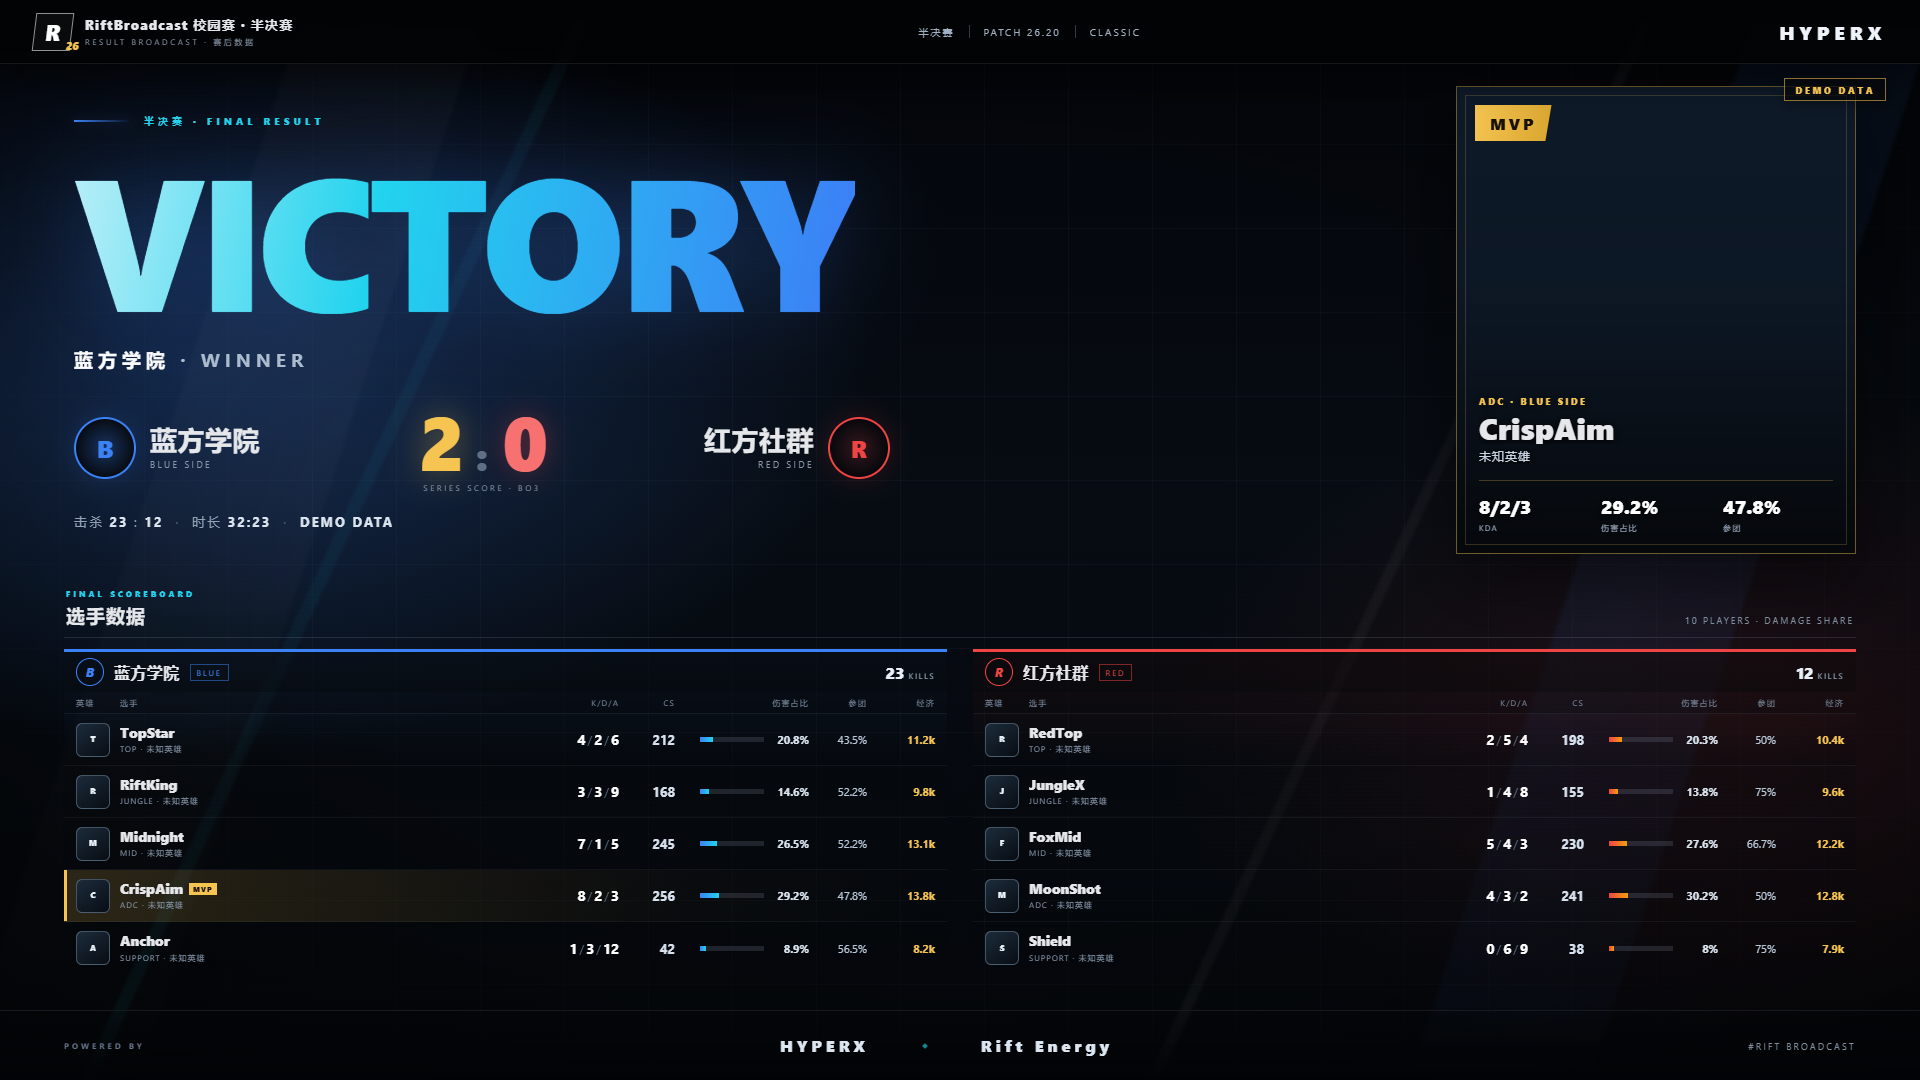 R 26
RiftBroadcast 校园赛 · 半决赛
RESULT BROADCAST · 赛后数据
半决赛 PATCH 26.20 CLASSIC
HYPERX
DEMO DATA
半决赛 · FINAL RESULT
VICTORY
蓝方学院 · WINNER
B 蓝方学院
BLUE SIDE
2 : 0
SERIES SCORE · BO3
红方社群 R
RED SIDE
击杀 23 : 12 · 时长 32:23 · DEMO DATA
MVP
ADC · BLUE SIDE
CrispAim
未知英雄
8/2/3 29.2% 47.8%
KDA 伤害占比 参团
FINAL SCOREBOARD
选手数据
10 PLAYERS · DAMAGE SHARE
B 蓝方学院 BLUE 23 KILLS
英雄 选手 K/D/A CS 伤害占比 参团 经济
T TopStar 4/2/6 212 20.8% 43.5% 11.2k
TOP · 未知英雄
R RiftKing 3/3/9 168 14.6% 52.2% 9.8k
JUNGLE · 未知英雄
M Midnight 7/1/5 245 26.5% 52.2% 13.1k
MID · 未知英雄
C CrispAim MVP 8/2/3 256 29.2% 47.8% 13.8k
ADC · 未知英雄
A Anchor 1/3/12 42 8.9% 56.5% 8.2k
SUPPORT · 未知英雄
R 红方社群 RED 12 KILLS
英雄 选手 K/D/A CS 伤害占比 参团 经济
R RedTop 2/5/4 198 20.3% 50% 10.4k
TOP · 未知英雄
J JungleX 1/4/8 155 13.8% 75% 9.6k
JUNGLE · 未知英雄
F FoxMid 5/4/3 230 27.6% 66.7% 12.2k
MID · 未知英雄
M MoonShot 4/3/2 241 30.2% 50% 12.8k
ADC · 未知英雄
S Shield 0/6/9 38 8% 75% 7.9k
SUPPORT · 未知英雄
POWERED BY
HYPERX
Rift Energy
#RIFT BROADCAST